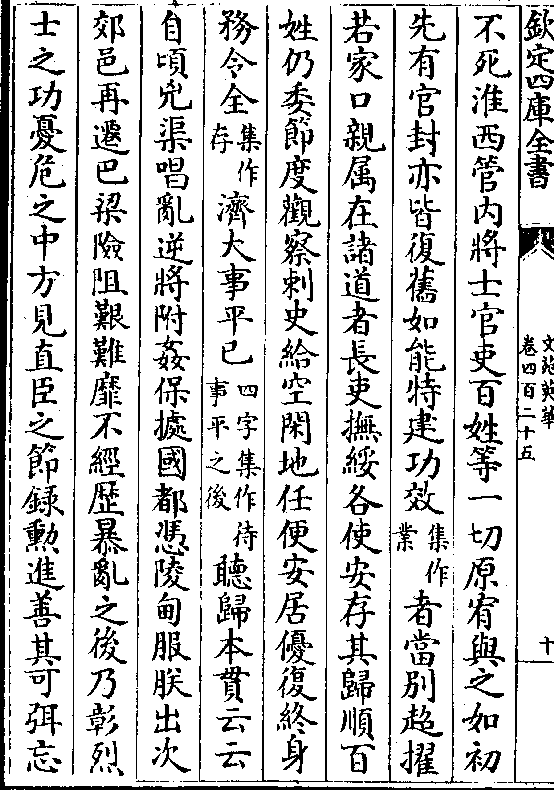 欽定四庫全書
文苑英華
卷四百二十五
十
不死淮西管内將士官吏百姓等一切原宥與之如初
先有官封亦皆復舊如能特建功效集作業者當别超擢
若家口親属在諸道者長吏撫綏各使安存其歸順百
姓仍委節度觀察刺史給空閑地任便安居優復終身
務令全集作存濟大事平已四字集作待事平之後聽歸本貫云云
自頃兇渠唱亂逆將附姦保據國都憑陵甸服朕出次
郊邑再遷巴梁險阻艱難靡不經歷暴亂之後乃彰烈
士之功憂危之中方見直臣之節録勲進善其可弭忘